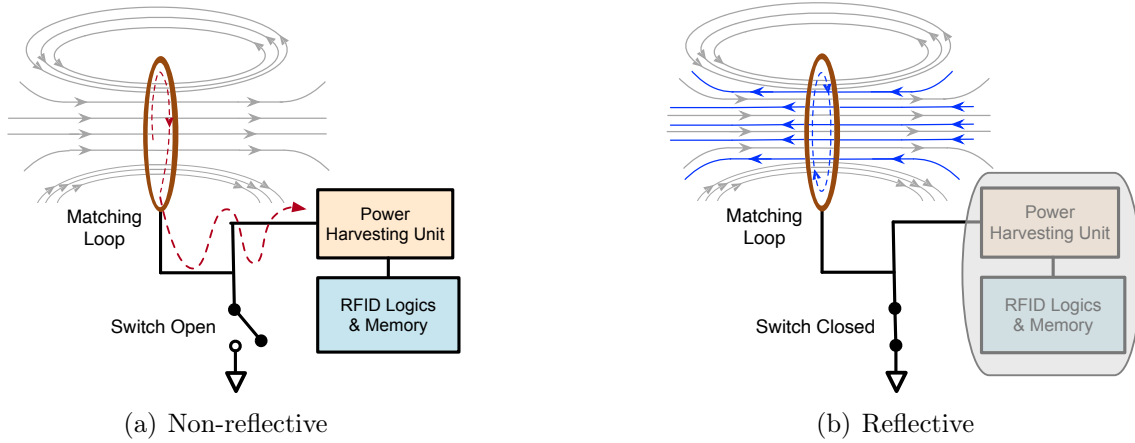 Matching
Loop
Power
Harvesting Unit
RFID Logics
& Memory
Switch Open
(a) Non-reflective
Matching
Loop
Power
Harvesting Unit
RFID Logics
& Memory
Switch Closed
(b) Reflective